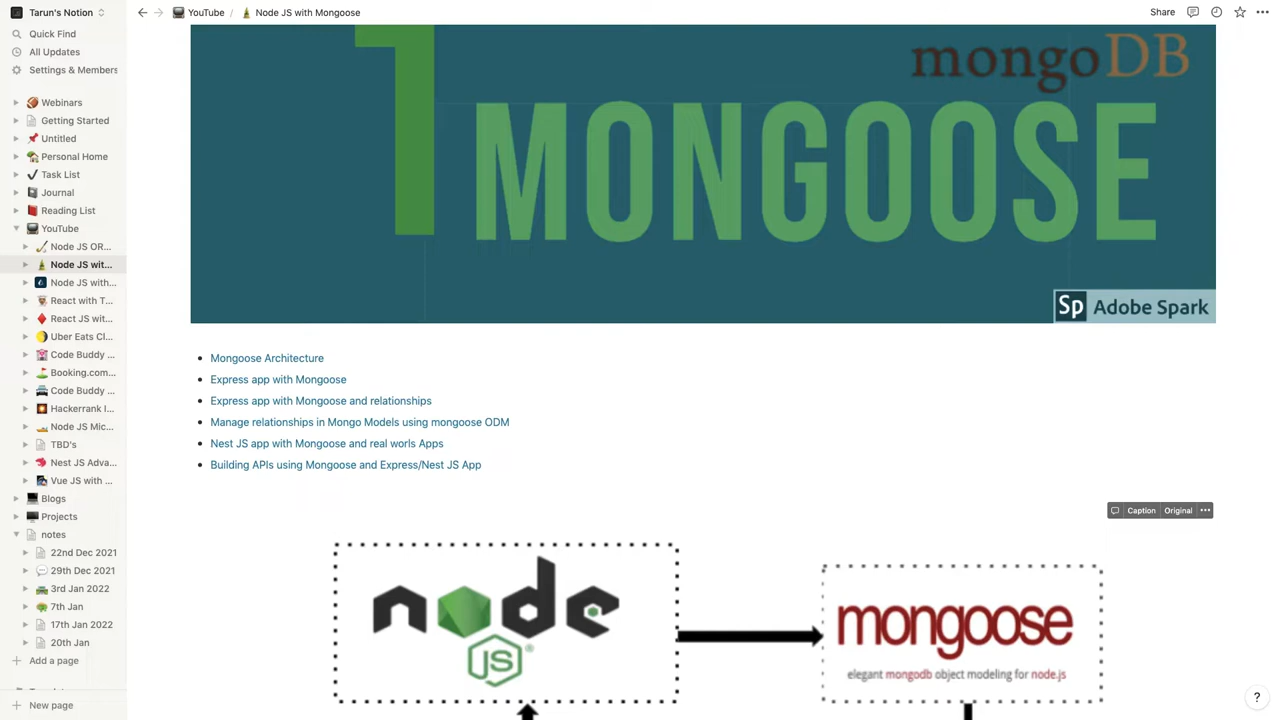 Tarun's Notion
YouTube / Node JS with Mongoose
Share
Quick Find
All Updates
Settings & Members
Webinars
Getting Started
Untitled
Personal Home
Task List
Journal
Reading List
YouTube
Node JS OR...
Node JS wit...
Node JS with...
React with T...
React JS wit...
Uber Eats Cl...
Code Buddy ...
Booking.com...
Code Buddy ...
Hackerrank I...
Node JS Mic...
TBD's
Nest JS Adva...
Vue JS with ...
Blogs
Projects
notes
22nd Dec 2021
29th Dec 2021
3rd Jan 2022
7th Jan
17th Jan 2022
20th Jan
Add a page
New page
mongoDB
1 MONGOOSE
Sp Adobe Spark
Mongoose Architecture
Express app with Mongoose
Express app with Mongoose and relationships
Manage relationships in Mongo Models using mongoose ODM
Nest JS app with Mongoose and real worls Apps
Building APIs using Mongoose and Express/Nest JS App
Caption Original
node
JS
mongoose
elegant mongodb object modeling for node.js
?